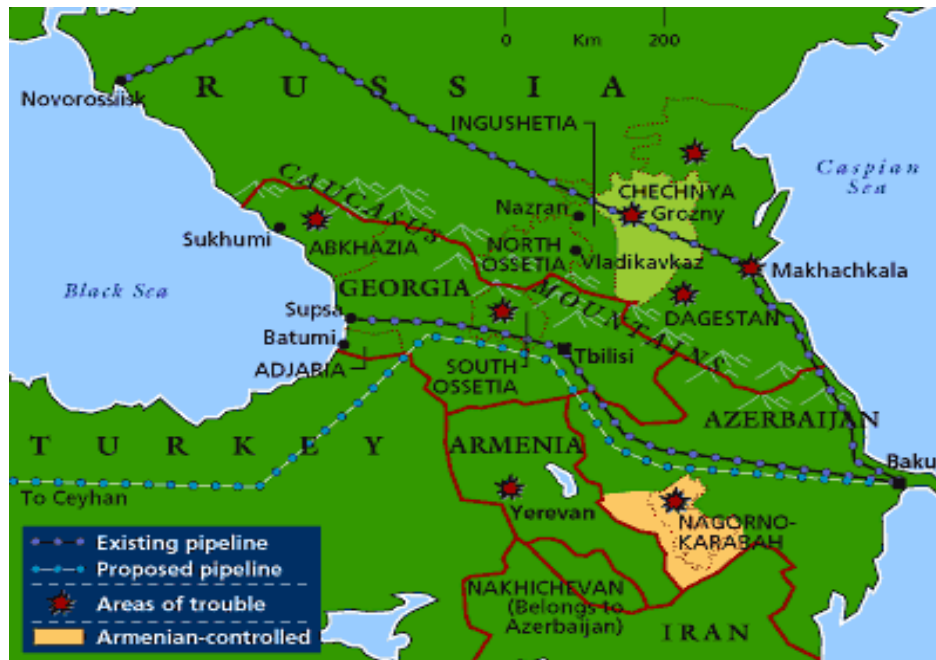 0 Km 200
Novorossiisk
R U S S I A
INGUSHETIA
Caspian
Sea
CAUCASUS
MOUNTAINS
CHECHNYA
Grozny
Nazran
Sukhumi
ABKHAZIA
NORTH
OSSETIA
Vladikavkaz
Makhachkala
Black Sea
GEORGIA
Supsa
DAGESTAN
Batumi
Tbilisi
ADJARIA
SOUTH
OSSETIA
AZERBAIJAN
T U R K E Y
ARMENIA
Baku
To Ceyhan
Yerevan
NAGORNO-
KARABAH
Existing pipeline
Proposed pipeline
Areas of trouble
Armenian-controlled
NAKHICHEVAN
(Belongs to
Azerbaijan)
IRAN